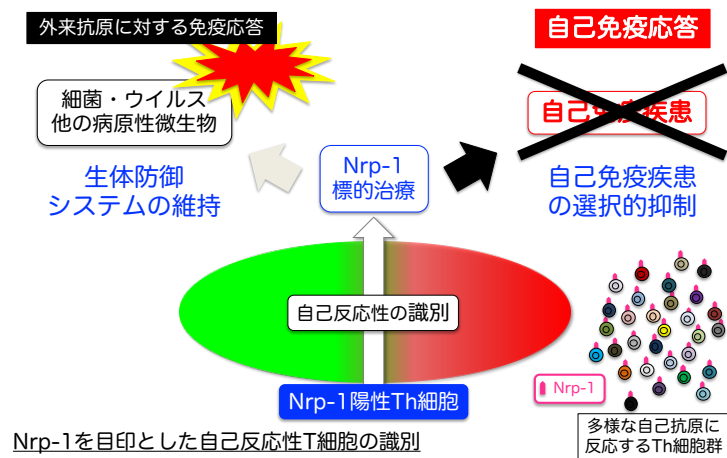 外来抗原に対する免疫応答
自己免疫応答
細菌・ウイルス
他の病原性微生物
自己免疫疾患
Nrp-1
標的治療
生体防御
システムの維持
自己免疫疾患
の選択的抑制
自己反応性の識別
Nrp-1陽性Th細胞
Nrp-1
多様な自己抗原に
反応するTh細胞群
Nrp-1を目印とした自己反応性T細胞の識別